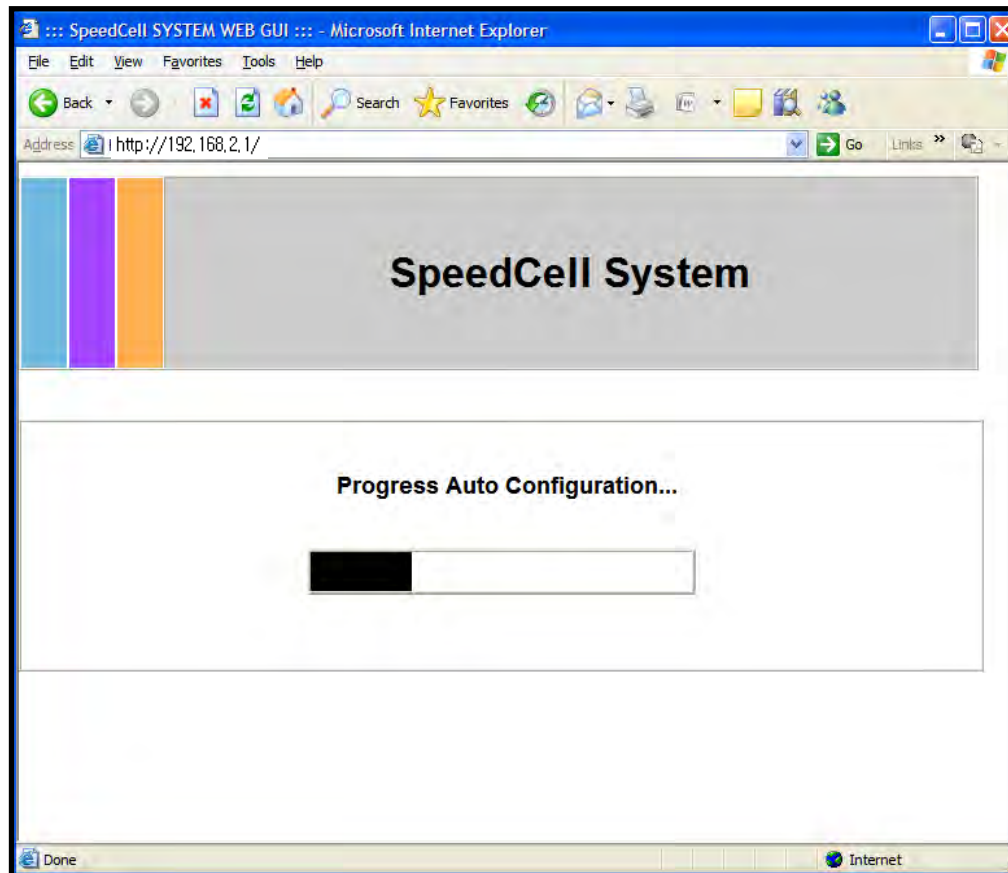 ::: SpeedCell SYSTEM WEB GUI ::: - Microsoft Internet Explorer
File Edit View Favorites Tools Help
Back Search Favorites
Address http://192,168,2,1/ Go Links »
SpeedCell System
Progress Auto Configuration...
Done Internet